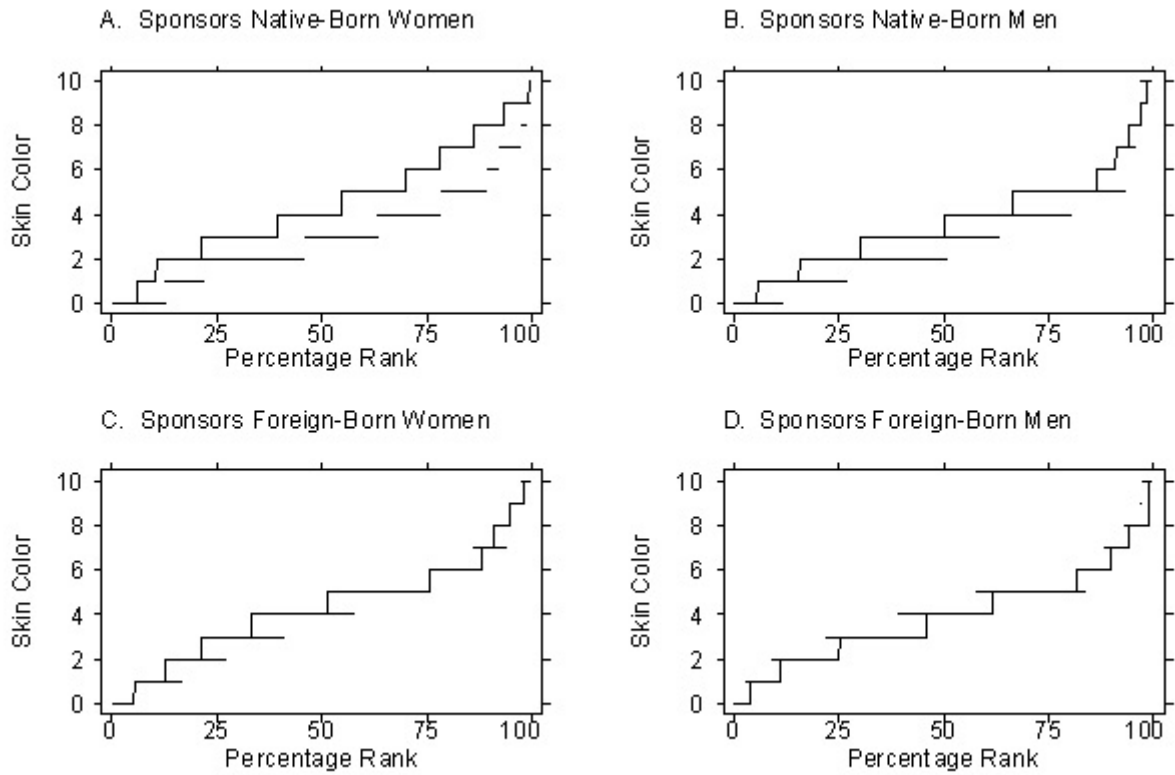 A. Sponsors Native-Born Women
B. Sponsors Native-Born Men
10
8
6
4
2
0
Skin Color
0 25 50 75 100
Percentage Rank
10
8
6
4
2
0
Skin Color
0 25 50 75 100
Percentage Rank
C. Sponsors Foreign-Born Women
D. Sponsors Foreign-Born Men
10
8
6
4
2
0
Skin Color
0 25 50 75 100
Percentage Rank
10
8
6
4
2
0
Skin Color
0 25 50 75 100
Percentage Rank